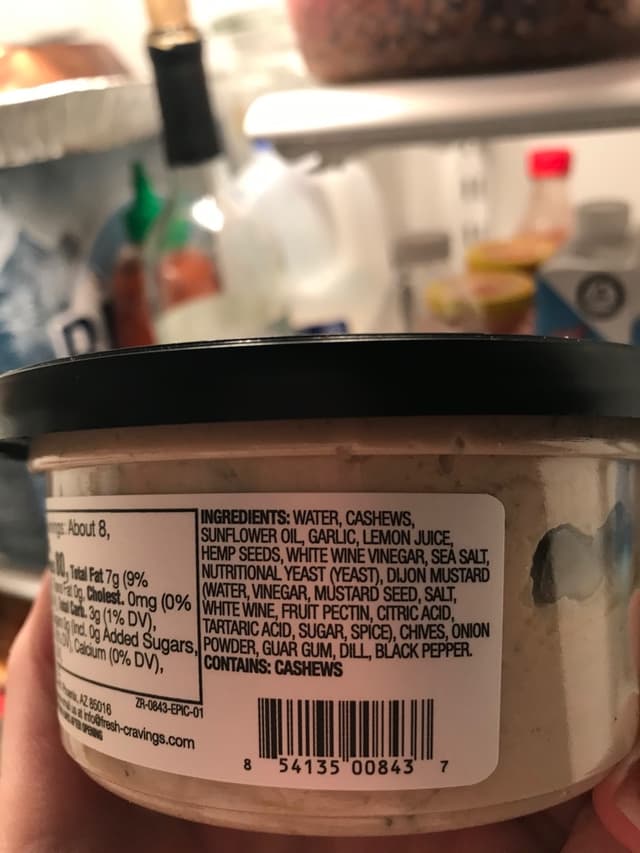 About 8,
Total Fat 7g (9%
0g, Cholest. 0mg (0%
Carb. 3g (1% DV),
(Incl. 0g Added Sugars,
Calcium (0% DV),
AZ 85016
ZR-0843-EPIC-01
at info@fresh-cravings.com
OPENING
INGREDIENTS: WATER, CASHEWS,
SUNFLOWER OIL, GARLIC, LEMON JUICE,
HEMP SEEDS, WHITE WINE VINEGAR, SEA SALT,
NUTRITIONAL YEAST (YEAST), DIJON MUSTARD
(WATER, VINEGAR, MUSTARD SEED, SALT,
WHITE WINE, FRUIT PECTIN, CITRIC ACID,
TARTARIC ACID, SUGAR, SPICE), CHIVES, ONION
POWDER, GUAR GUM, DILL, BLACK PEPPER.
CONTAINS: CASHEWS
8 54135 00843 7